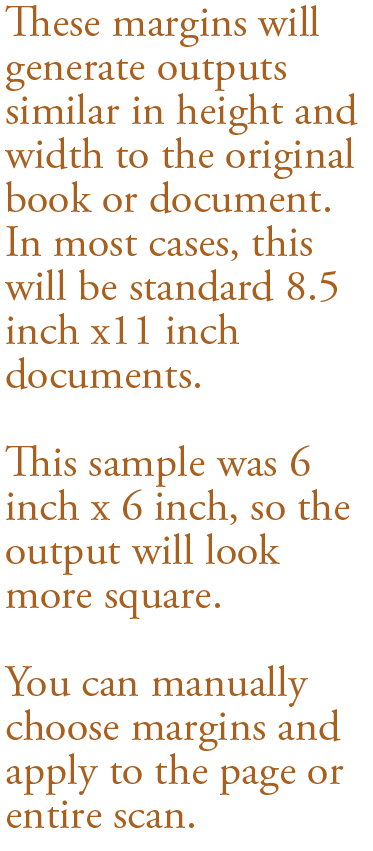 These margins will
generate outputs
similar in height and
width to the original
book or document.
In most cases, this
will be standard 8.5
inch x11 inch
documents.
This sample was 6
inch x 6 inch, so the
output will look
more square.
You can manually
choose margins and
apply to the page or
entire scan.